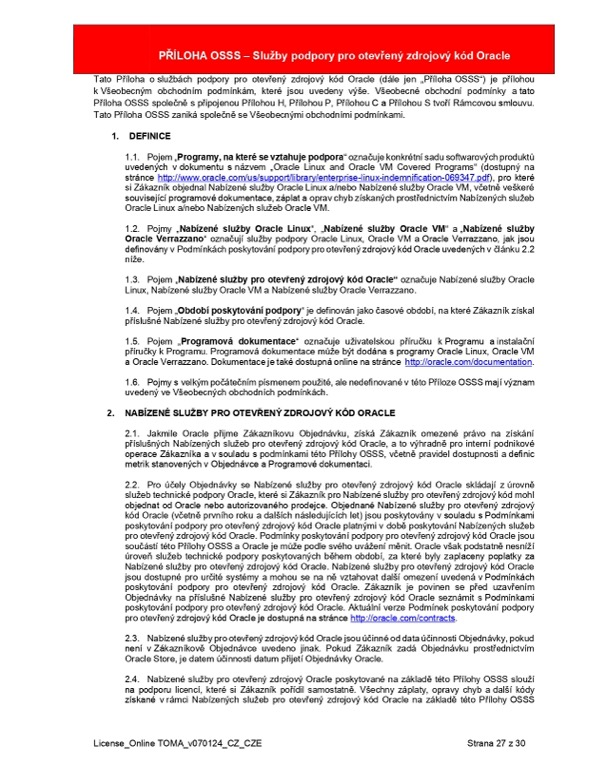 PŘÍLOHA OSSS – Služby podpory pro otevřený zdrojový kód Oracle
Tato Příloha o službách podpory pro otevřený zdrojový kód Oracle (dále jen „Příloha OSSS“) je přílohou
k Všeobecným obchodním podmínkám, které jsou uvedeny výše. Všeobecné obchodní podmínky a tato
Příloha OSSS společně s připojenou Přílohou H, Přílohou P, Přílohou C a Přílohou S tvoří Rámcovou smlouvu.
Tato Příloha OSSS zaniká společně se Všeobecnými obchodními podmínkami.
1. DEFINICE
1.1. Pojem „Programy, na které se vztahuje podpora“ označuje konkrétní sadu softwarových produktů
uvedených v dokumentu s názvem „Oracle Linux and Oracle VM Covered Programs“ (dostupný na
stránce http://www.oracle.com/us/support/library/enterprise-linux-indemnification-069347.pdf), pro které
si Zákazník objednal Nabízené služby Oracle Linux a/nebo Nabízené služby Oracle VM, včetně veškeré
související programové dokumentace, záplat a oprav chyb získaných prostřednictvím Nabízených služeb
Oracle Linux a/nebo Nabízených služeb Oracle VM.
1.2. Pojmy „Nabízené služby Oracle Linux“, „Nabízené služby Oracle VM“ a „Nabízené služby
Oracle Verrazzano“ označují služby podpory Oracle Linux, Oracle VM a Oracle Verrazzano, jak jsou
definovány v Podmínkách poskytování podpory pro otevřený zdrojový kód Oracle uvedených v článku 2.2
níže.
1.3. Pojem „Nabízené služby pro otevřený zdrojový kód Oracle“ označuje Nabízené služby Oracle
Linux, Nabízené služby Oracle VM a Nabízené služby Oracle Verrazzano.
1.4. Pojem „Období poskytování podpory“ je definován jako časové období, na které Zákazník získal
příslušné Nabízené služby pro otevřený zdrojový kód Oracle.
1.5. Pojem „Programová dokumentace“ označuje uživatelskou příručku k Programu a instalační
příručky k Programu. Programová dokumentace může být dodána s programy Oracle Linux, Oracle VM
a Oracle Verrazzano. Dokumentace je také dostupná online na stránce http://oracle.com/documentation.
1.6. Pojmy s velkým počátečním písmenem použité, ale nedefinované v této Příloze OSSS mají význam
uvedený ve Všeobecných obchodních podmínkách.
2. NABÍZENÉ SLUŽBY PRO OTEVŘENÝ ZDROJOVÝ KÓD ORACLE
2.1. Jakmile Oracle přijme Zákazníkovu Objednávku, získá Zákazník omezené právo na získání
příslušných Nabízených služeb pro otevřený zdrojový kód Oracle, a to výhradně pro interní podnikové
operace Zákazníka a v souladu s podmínkami této Přílohy OSSS, včetně pravidel dostupnosti a definic
metrik stanovených v Objednávce a Programové dokumentaci.
2.2. Pro účely Objednávky se Nabízené služby pro otevřený zdrojový kód Oracle skládají z úrovně
služeb technické podpory Oracle, které si Zákazník pro Nabízené služby pro otevřený zdrojový kód mohl
objednat od Oracle nebo autorizovaného prodejce. Objednané Nabízené služby pro otevřený zdrojový
kód (včetně prvního roku a dalších následujících let) jsou poskytovány v souladu s Podmínkami
poskytování podpory pro otevřený zdrojový kód Oracle platnými v době poskytování Nabízených služeb
pro otevřený zdrojový kód Oracle. Podmínky poskytování podpory pro otevřený zdrojový kód Oracle jsou
součástí této Přílohy OSSS a Oracle je může podle svého uvážení měnit. Oracle však podstatně nesníží
úroveň služeb technické podpory poskytovaných během období, za které byly zaplaceny poplatky za
Nabízené služby pro otevřený zdrojový kód Oracle. Nabízené služby pro otevřený zdrojový kód Oracle
jsou dostupné pro určité systémy a mohou se na ně vztahovat další omezení uvedená v Podmínkách
poskytování podpory pro otevřený zdrojový kód Oracle. Zákazník je povinen se před uzavřením
Objednávky na příslušné Nabízené služby pro otevřený zdrojový kód Oracle seznámit s Podmínkami
poskytování podpory pro otevřený zdrojový kód Oracle. Aktuální verze Podmínek poskytování podpory
pro otevřený zdrojový kód Oracle je dostupná na stránce http://oracle.com/contracts.
2.3. Nabízené služby pro otevřený zdrojový kód Oracle jsou účinné od data účinnosti Objednávky, pokud
není v Zákazníkově Objednávce uvedeno jinak. Pokud Zákazník zadá Objednávku prostřednictvím
Oracle Store, je datem účinnosti datum přijetí Objednávky Oracle.
2.4. Nabízené služby pro otevřený zdrojový kód Oracle poskytované na základě této Přílohy OSSS slouží
na podporu licencí, které si Zákazník pořídil samostatně. Všechny záplaty, opravy chyb a další kódy
získané v rámci Nabízených služeb pro otevřený zdrojový kód Oracle na základě této Přílohy OSSS
License_Online TOMA_v070124_CZ_CZE
Strana 27 z 30